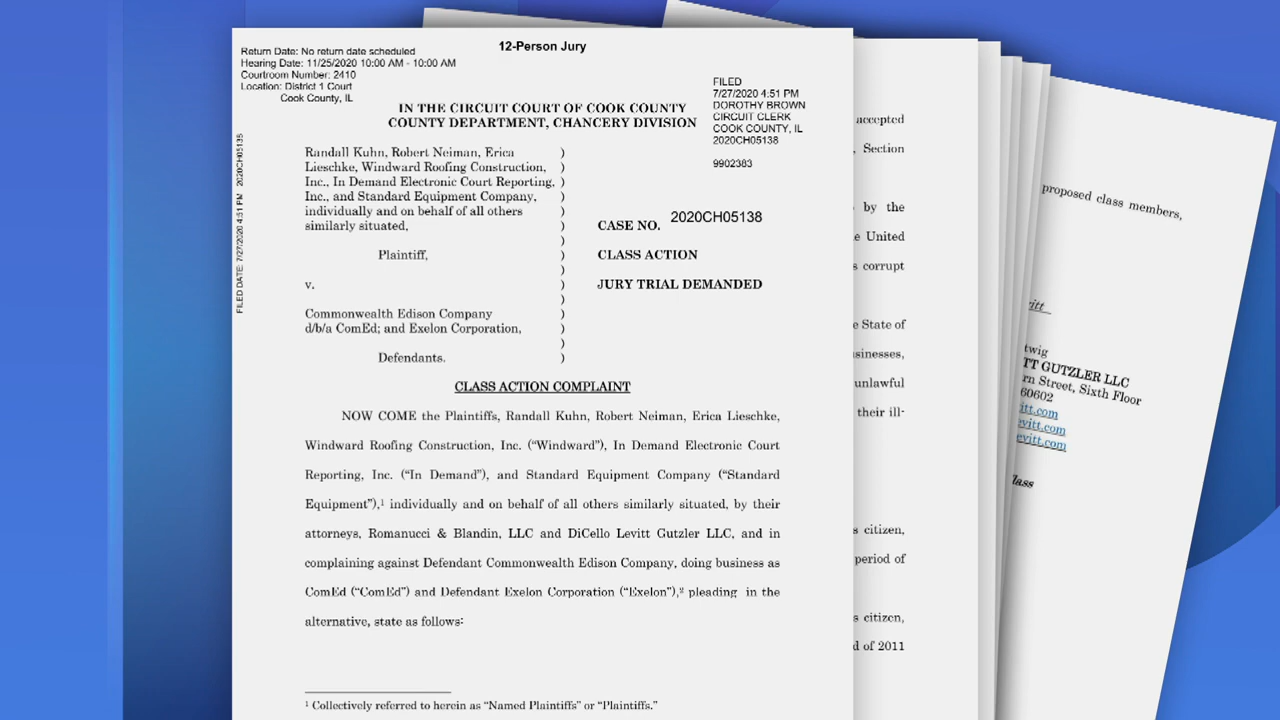 12-Person Jury
Return Date: No return date scheduled
Hearing Date: 11/25/2020 10:00 AM - 10:00 AM
Courtroom Number: 2410
Location: District 1 Court
Cook County, IL
FILED
7/27/2020 4:51 PM
DOROTHY BROWN
CIRCUIT CLERK
COOK COUNTY, IL
2020CH05138
9902383
FILED DATE: 7/27/2020 4:51 PM 2020CH05138
IN THE CIRCUIT COURT OF COOK COUNTY
COUNTY DEPARTMENT, CHANCERY DIVISION
Randall Kuhn, Robert Neiman, Erica )
Lieschke, Windward Roofing Construction, )
Inc., In Demand Electronic Court Reporting, )
Inc., and Standard Equipment Company, )
individually and on behalf of all others )
similarly situated, )
)
Plaintiff, )
)
v. )
)
Commonwealth Edison Company )
d/b/a ComEd; and Exelon Corporation, )
)
Defendants. )
CASE NO. 2020CH05138
CLASS ACTION
JURY TRIAL DEMANDED
CLASS ACTION COMPLAINT
NOW COME the Plaintiffs, Randall Kuhn, Robert Neiman, Erica Lieschke,
Windward Roofing Construction, Inc. (“Windward”), In Demand Electronic Court
Reporting, Inc. (“In Demand”), and Standard Equipment Company (“Standard
Equipment”),¹ individually and on behalf of all others similarly situated, by their
attorneys, Romanucci & Blandin, LLC and DiCello Levitt Gutzler LLC, and in
complaining against Defendant Commonwealth Edison Company, doing business as
ComEd (“ComEd”) and Defendant Exelon Corporation (“Exelon”),² pleading in the
alternative, state as follows:
¹ Collectively referred to herein as “Named Plaintiffs” or “Plaintiffs.”
accepted
, Section
by the
United
corrupt
State of
unlawful
their ill-
citizen,
period of
citizen,
of 2011
proposed class members,
GUTZLER LLC
Street, Sixth Floor
60602